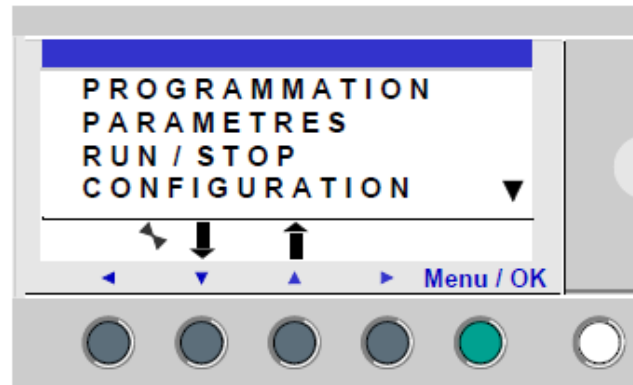 PROGRAMMATION
PARAMETRES
RUN / STOP
CONFIGURATION
Menu / OK